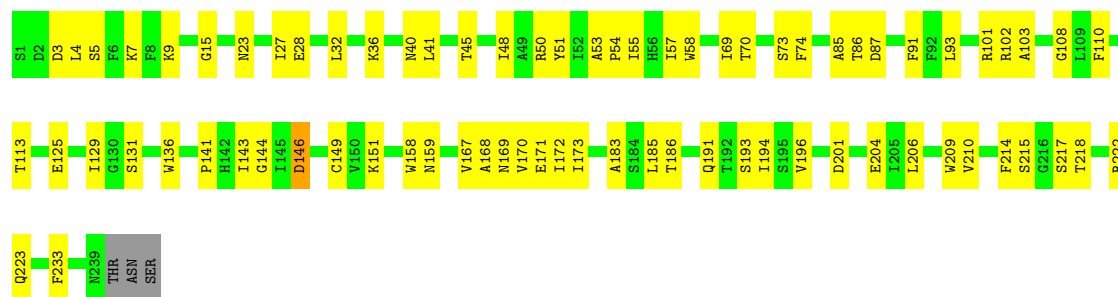 S1 D2 D3 L4 S5 F6 K7 F8 K9 G15 N23 I27 E28 L32 K36 N40 L41 T45 I48 A49 R50 Y51 I52 A53 P54 I55 H56 I57 W58 I69 T70 S73 F74 A85 T86 D87 F91 F92 L93 R101 R102 A103 G108 L109 F110
T113 E125 I129 G130 S131 W136 P141 H142 I143 G144 I145 D146 C149 V150 K151 W158 N159 V167 A168 N169 V170 E171 I172 I173 A183 S184 L185 T186 Q191 T192 S193 I194 S195 V196 D201 E204 I205 L206 W209 V210 F214 S215 G216 S217 T218
Q223 F233 N239 THR ASN SER